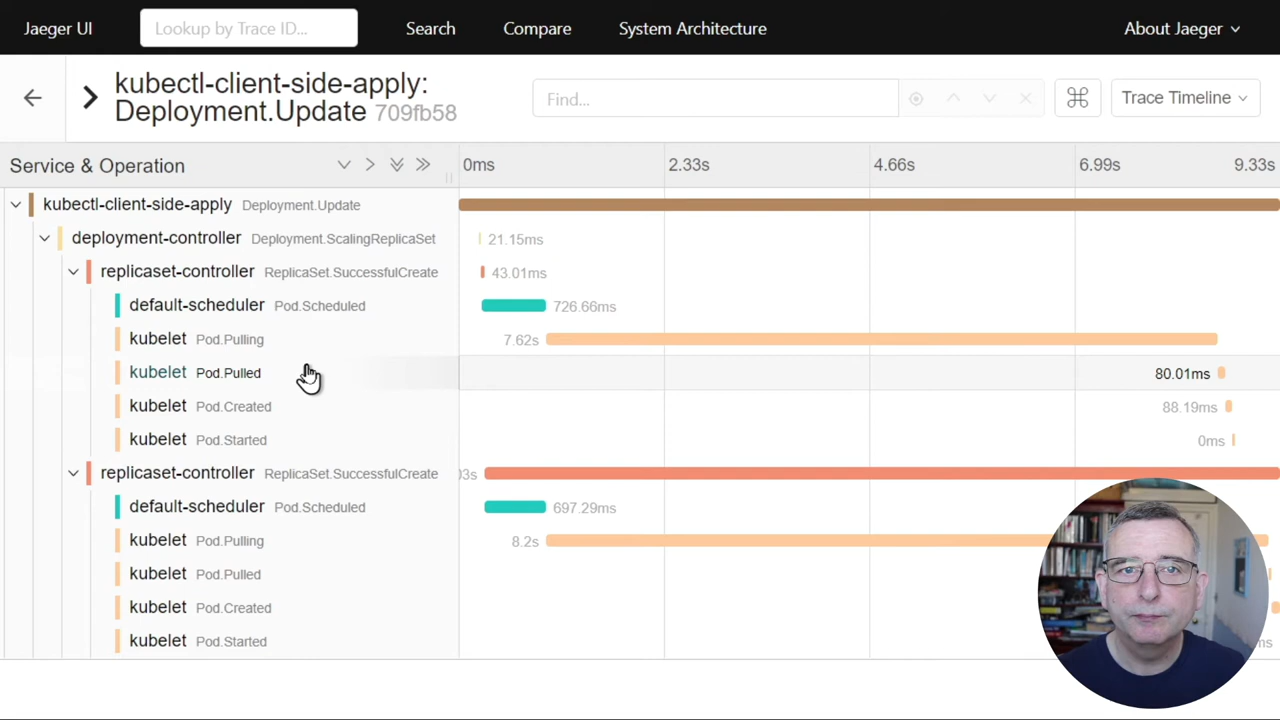 Jaeger UI Lookup by Trace ID... Search Compare System Architecture About Jaeger
kubectl-client-side-apply:
Deployment.Update 709fb58
Find...
Trace Timeline
Service & Operation 0ms 2.33s 4.66s 6.99s 9.33s
kubectl-client-side-apply Deployment.Update
deployment-controller Deployment.ScalingReplicaSet 21.15ms
replicaset-controller ReplicaSet.SuccessfulCreate 43.01ms
default-scheduler Pod.Scheduled 726.66ms
kubelet Pod.Pulling 7.62s
kubelet Pod.Pulled 80.01ms
kubelet Pod.Created 88.19ms
kubelet Pod.Started 0ms
replicaset-controller ReplicaSet.SuccessfulCreate
default-scheduler Pod.Scheduled 697.29ms
kubelet Pod.Pulling 8.2s
kubelet Pod.Pulled
kubelet Pod.Created
kubelet Pod.Started